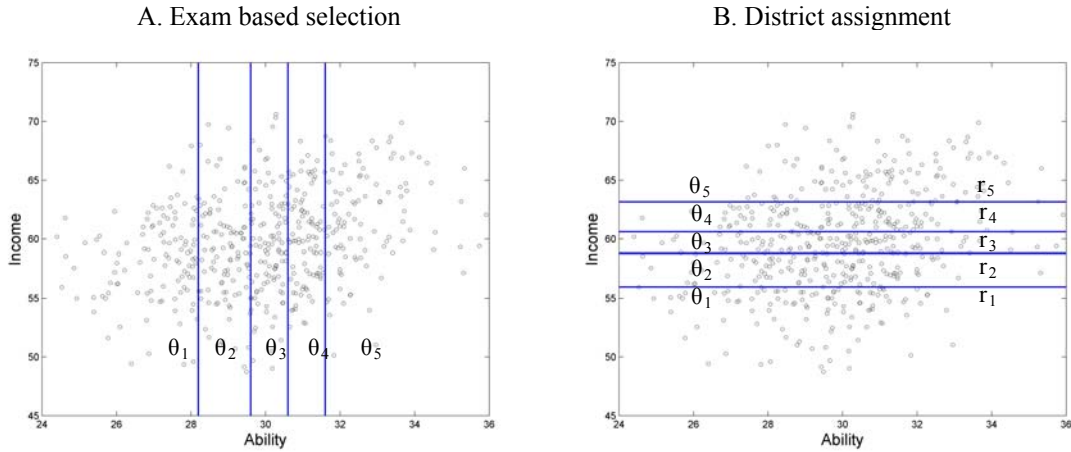 A. Exam based selection
75
70
65
60
55
50
45
Income
θ1 θ2 θ3 θ4 θ5
24 26 28 30 32 34 36
Ability
B. District assignment
75
70
65
60
55
50
45
Income
θ5 r5
θ4 r4
θ3 r3
θ2 r2
θ1 r1
24 26 28 30 32 34 36
Ability